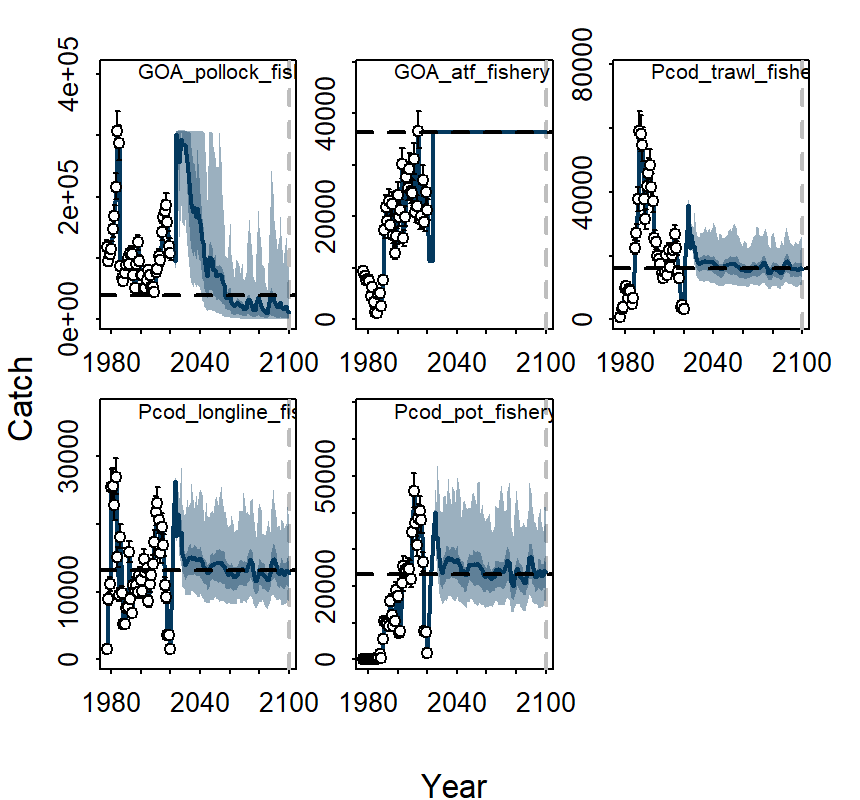 GOA_pollock_fis
GOA_atf_fishery
Pcod_trawl_fishe
4e+05
2e+05
0e+00
40000
20000
0
80000
40000
0
1980 2040 2100
1980 2040 2100
1980 2040 2100
Catch
Pcod_longline_fis
Pcod_pot_fishery
30000
10000
0
50000
20000
0
1980 2040 2100
1980 2040 2100
Year